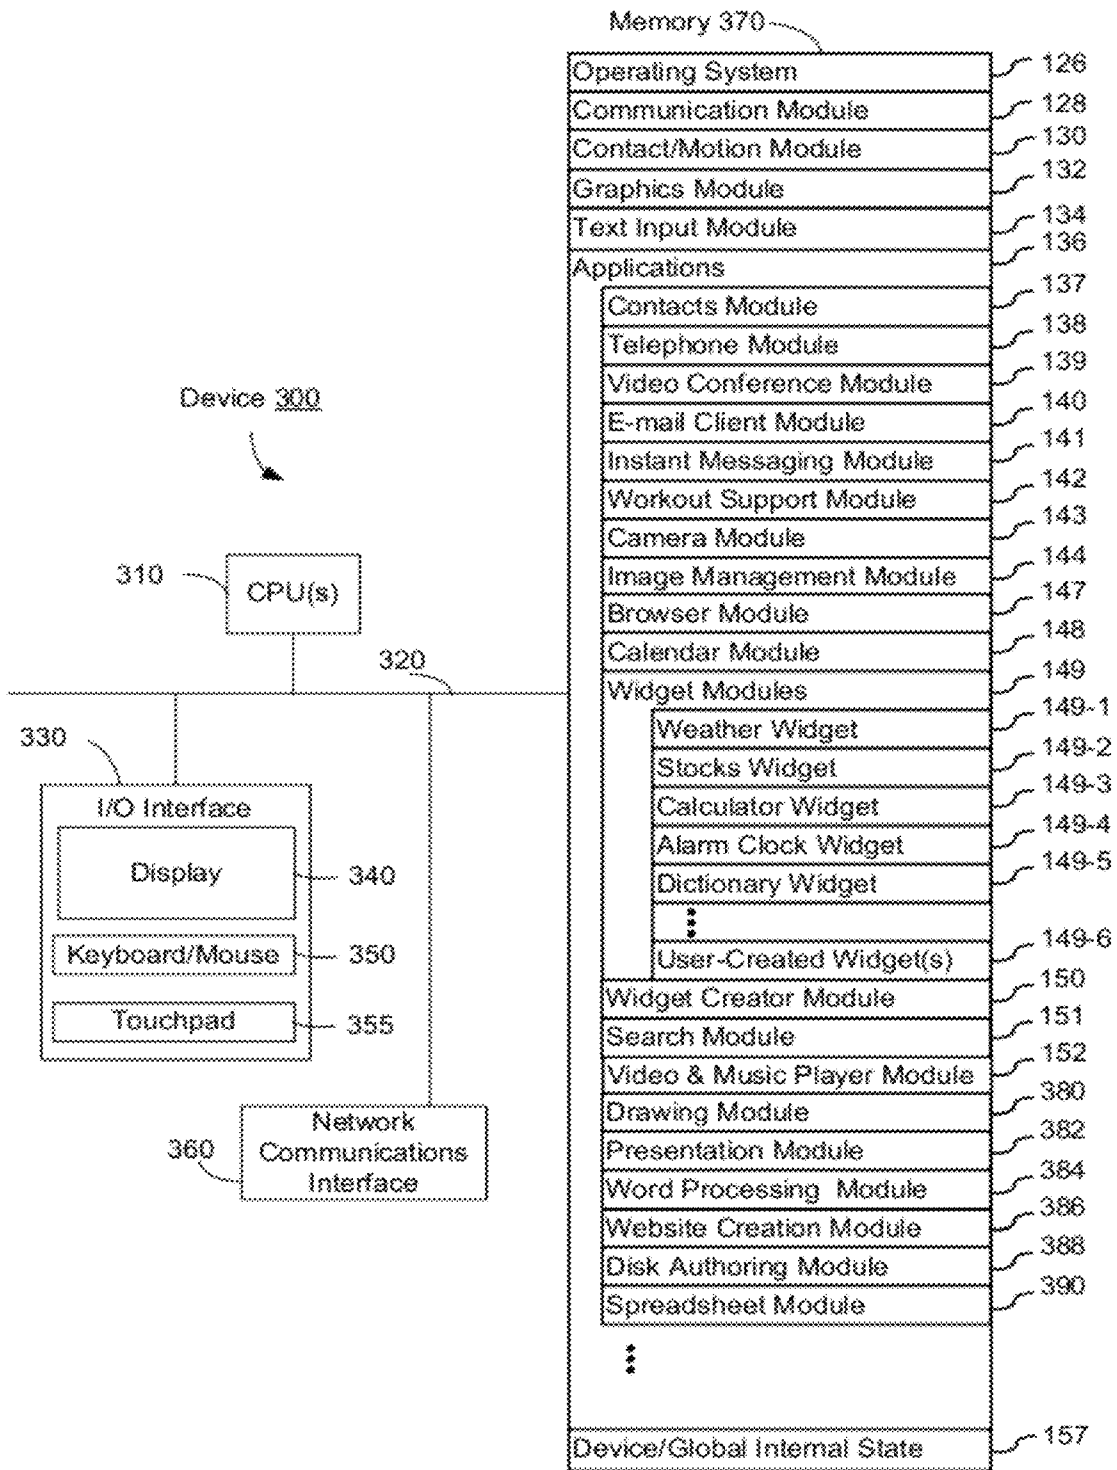 Memory 370
Operating System 126
Communication Module 128
Contact/Motion Module 130
Graphics Module 132
Text Input Module 134
Applications 136
Contacts Module 137
Telephone Module 138
Video Conference Module 139
E-mail Client Module 140
Instant Messaging Module 141
Workout Support Module 142
Camera Module 143
Image Management Module 144
Browser Module 147
Calendar Module 148
Widget Modules 149
Weather Widget 149-1
Stocks Widget 149-2
Calculator Widget 149-3
Alarm Clock Widget 149-4
Dictionary Widget 149-5
User-Created Widget(s) 149-6
Widget Creator Module 150
Search Module 151
Video & Music Player Module 152
Drawing Module 380
Presentation Module 382
Word Processing Module 384
Website Creation Module 386
Disk Authoring Module 388
Spreadsheet Module 390
Device/Global Internal State 157
Device 300
310
CPU(s)
320
330
I/O Interface
Display 340
Keyboard/Mouse 350
Touchpad 355
360
Network
Communications
Interface